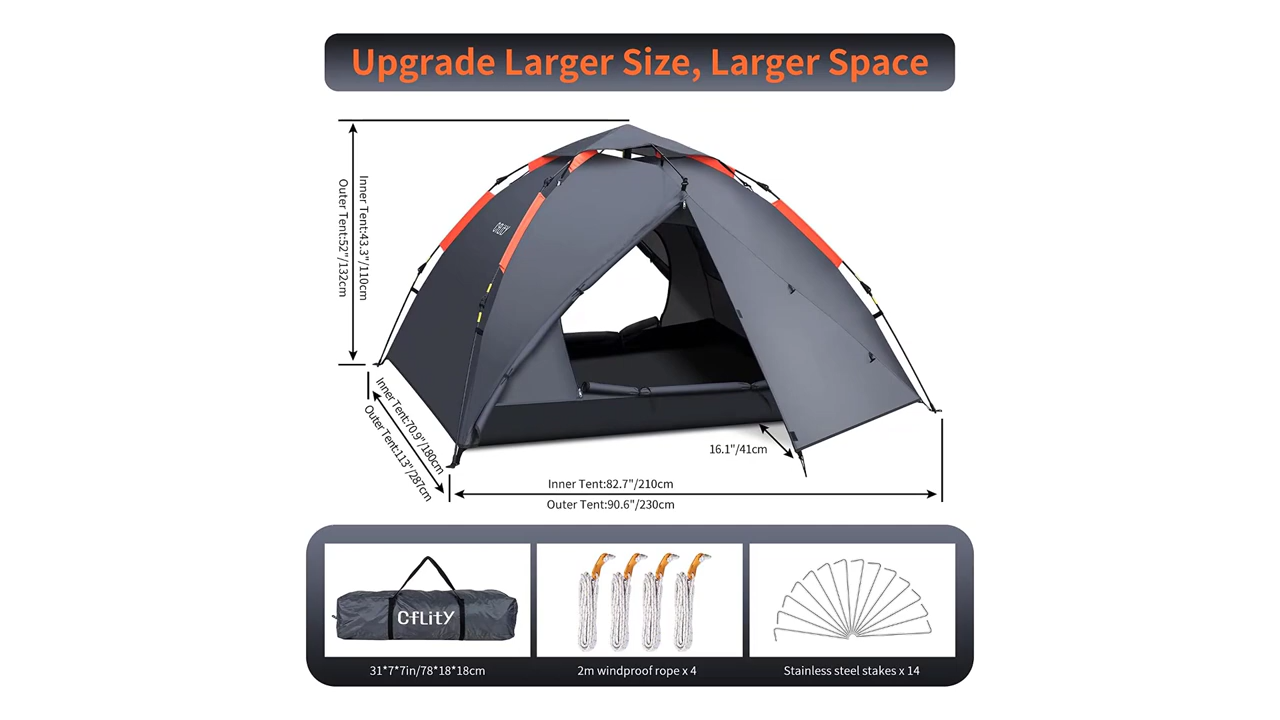 Upgrade Larger Size, Larger Space
Inner Tent:43.3"/110cm
Outer Tent:52"/132cm
CfLitY
Inner Tent:70.9"/180cm
Outer Tent:113"/287cm
16.1"/41cm
Inner Tent:82.7"/210cm
Outer Tent:90.6"/230cm
CfLitY
31*7*7in/78*18*18cm
2m windproof rope x 4
Stainless steel stakes x 14